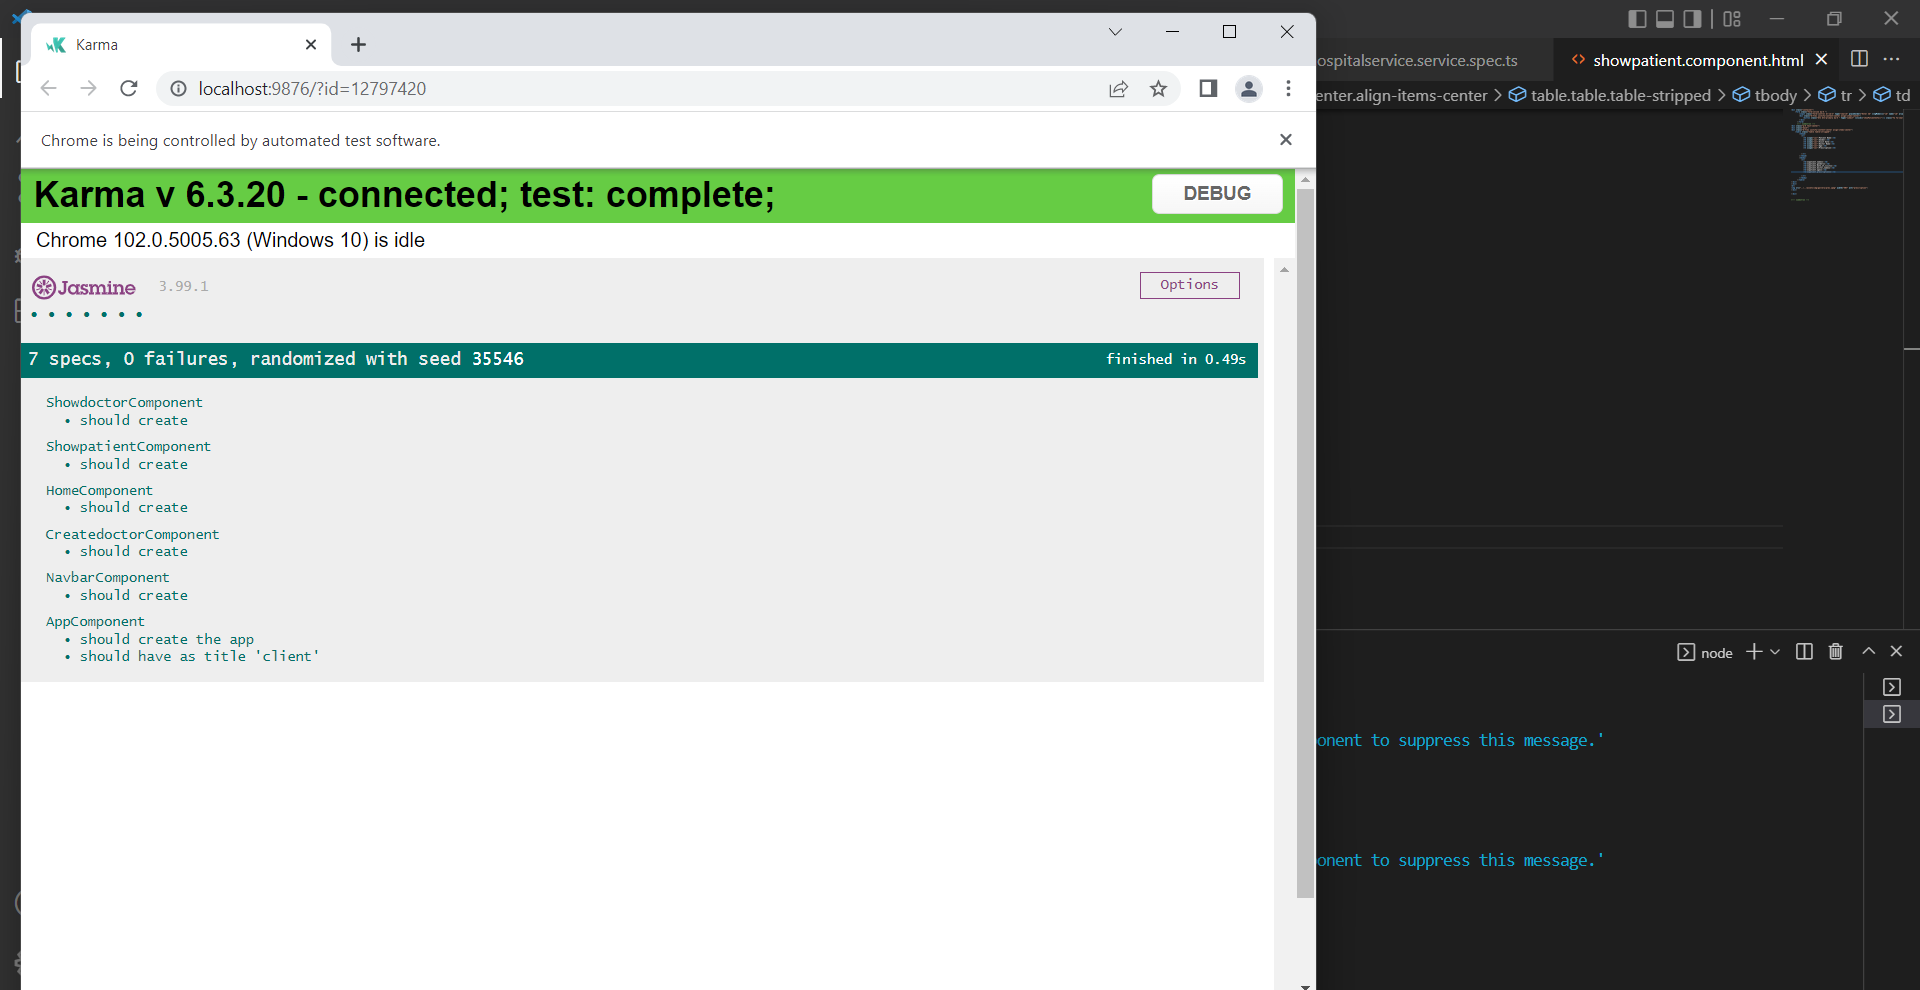 Karma
localhost:9876/?id=12797420
Chrome is being controlled by automated test software.
Karma v 6.3.20 - connected; test: complete;
DEBUG
Chrome 102.0.5005.63 (Windows 10) is idle
Jasmine 3.99.1
Options
7 specs, 0 failures, randomized with seed 35546
finished in 0.49s
ShowdoctorComponent
• should create
ShowpatientComponent
• should create
HomeComponent
• should create
CreatedoctorComponent
• should create
NavbarComponent
• should create
AppComponent
• should create the app
• should have as title 'client'
ospitalservice.service.spec.ts
showpatient.component.html
enter.align-items-center > table.table.table-stripped > tbody > tr > td
node
onent to suppress this message.'
onent to suppress this message.'